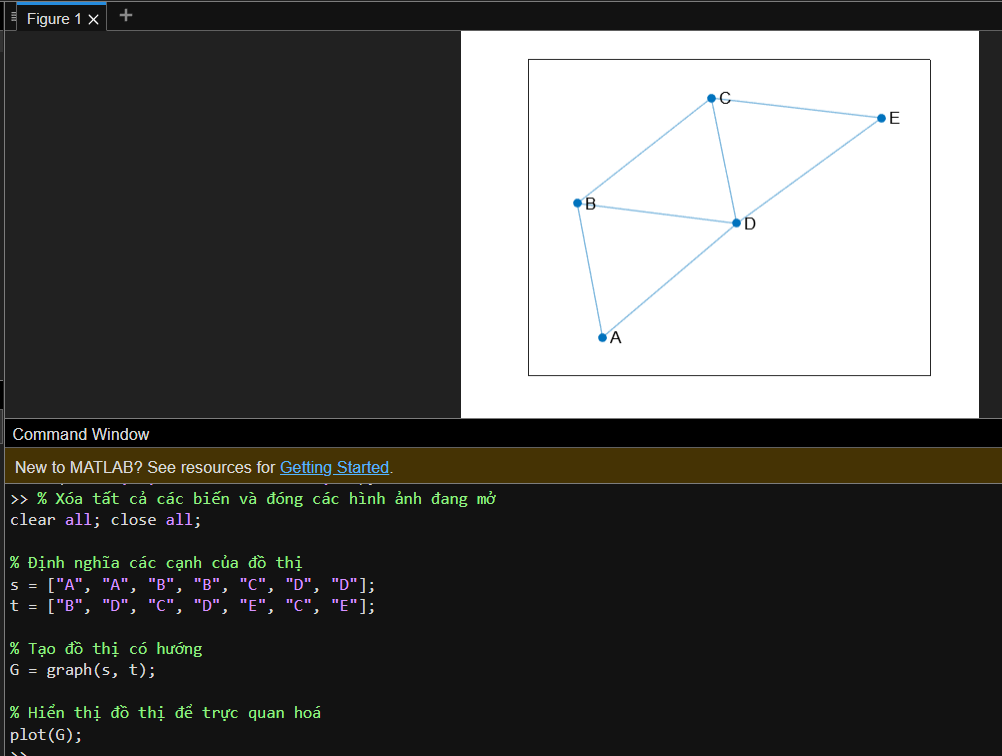 Figure 1
C
E
B
D
A
Command Window
New to MATLAB? See resources for Getting Started.
>> % Xóa tất cả các biến và đóng các hình ảnh đang mở
clear all; close all;
% Định nghĩa các cạnh của đồ thị
s = ["A", "A", "B", "B", "C", "D", "D"];
t = ["B", "D", "C", "D", "E", "C", "E"];
% Tạo đồ thị có hướng
G = graph(s, t);
% Hiển thị đồ thị để trực quan hoá
plot(G);
>>